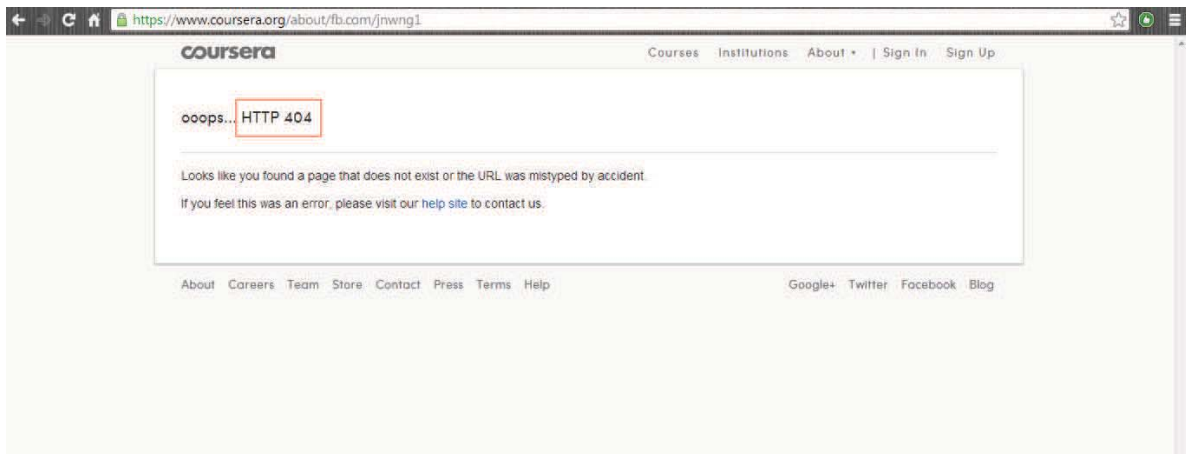 https://www.coursera.org/about/fb.com/jnwng1
coursera Courses Institutions About | Sign In Sign Up
ooops... HTTP 404
Looks like you found a page that does not exist or the URL was mistyped by accident.
If you feel this was an error, please visit our help site to contact us.
About Careers Team Store Contact Press Terms Help Google+ Twitter Facebook Blog